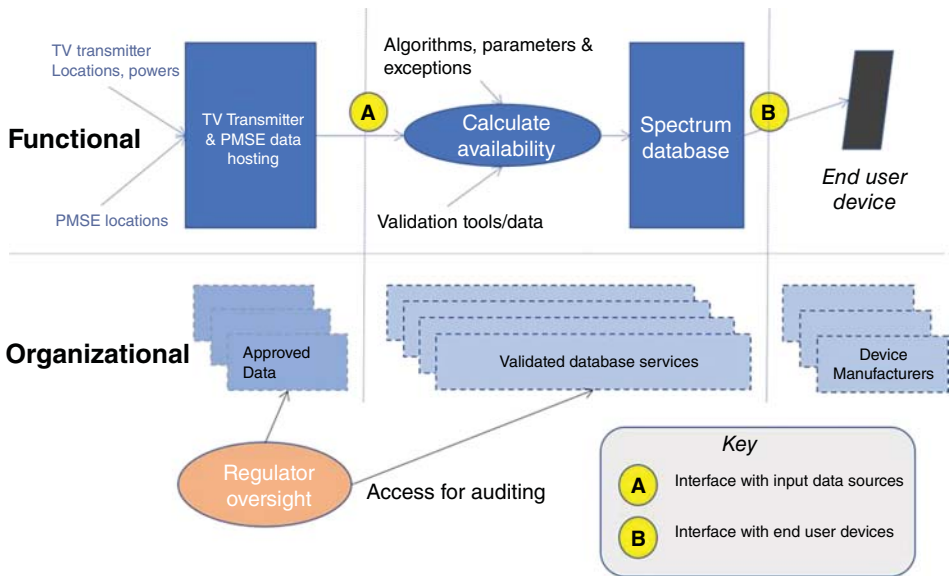 TV transmitter
Locations, powers
Algorithms, parameters &
exceptions
A
B
Functional
TV Transmitter
& PMSE data
hosting
Calculate
availability
Spectrum
database
End user
device
PMSE locations
Validation tools/data
Organizational
Approved
Data
Validated database services
Device
Manufacturers
Regulator
oversight
Access for auditing
Key
A
Interface with input data sources
B
Interface with end user devices